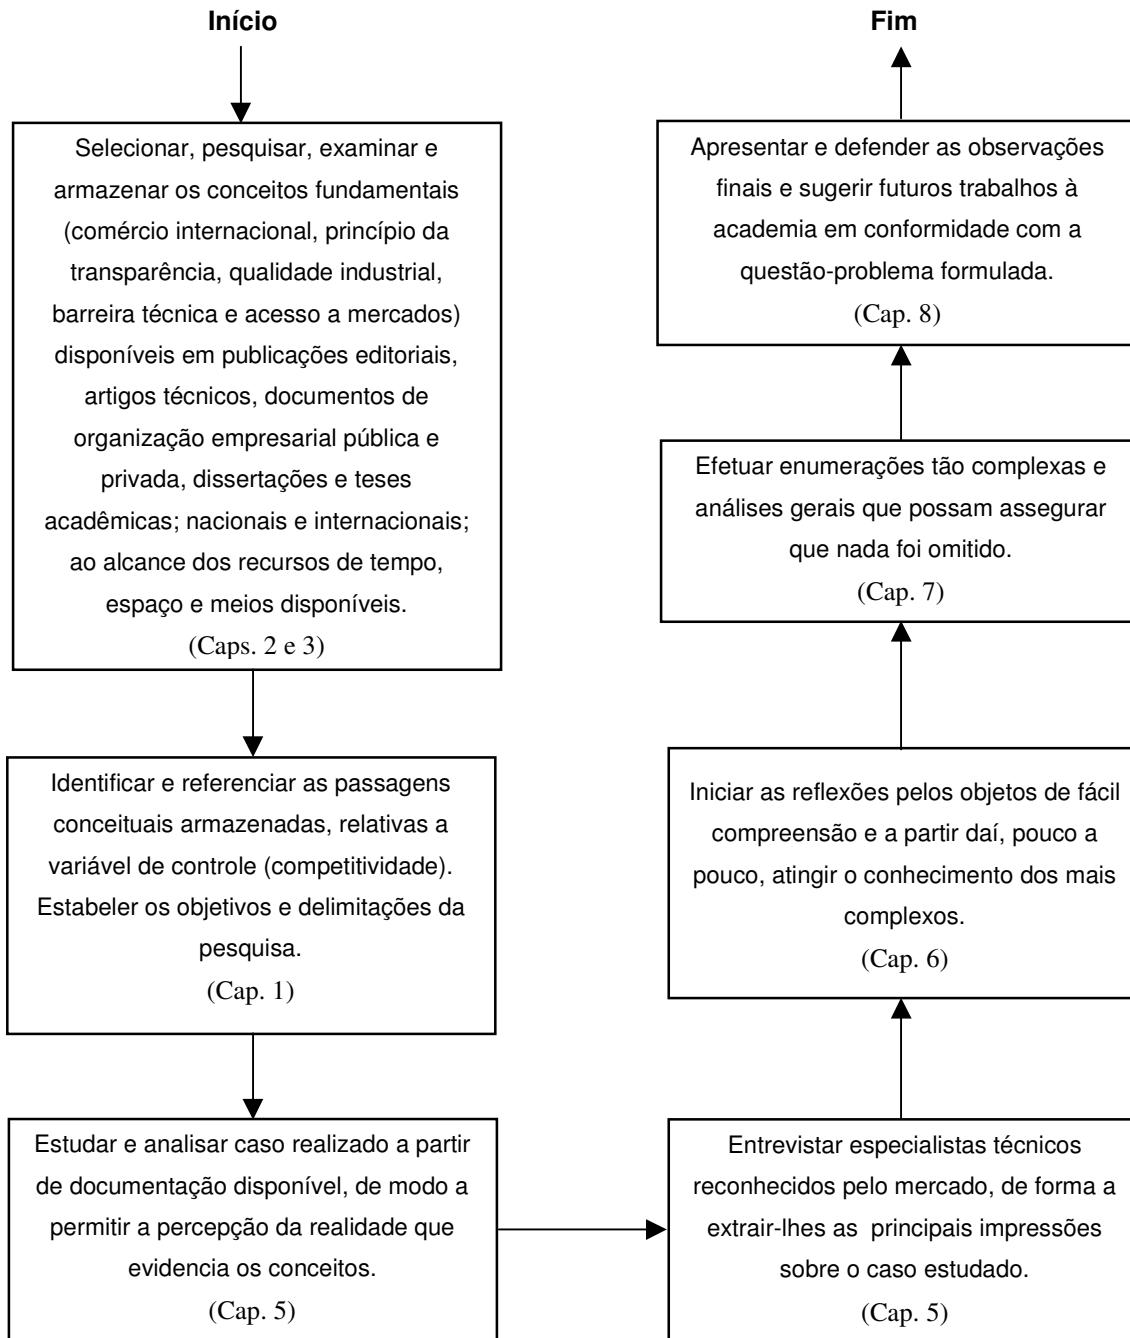 Início
Selecionar, pesquisar, examinar e
armazenar os conceitos fundamentais
(comércio internacional, princípio da
transparência, qualidade industrial,
barreira técnica e acesso a mercados)
disponíveis em publicações editoriais,
artigos técnicos, documentos de
organização empresarial pública e
privada, dissertações e teses
acadêmicas; nacionais e internacionais;
ao alcance dos recursos de tempo,
espaço e meios disponíveis.
(Caps. 2 e 3)
Identificar e referenciar as passagens
conceituais armazenadas, relativas a
variável de controle (competitividade).
Estabeler os objetivos e delimitações da
pesquisa.
(Cap. 1)
Estudar e analisar caso realizado a partir
de documentação disponível, de modo a
permitir a percepção da realidade que
evidencia os conceitos.
(Cap. 5)
Entrevistar especialistas técnicos
reconhecidos pelo mercado, de forma a
extrair-lhes as principais impressões
sobre o caso estudado.
(Cap. 5)
Iniciar as reflexões pelos objetos de fácil
compreensão e a partir daí, pouco a
pouco, atingir o conhecimento dos mais
complexos.
(Cap. 6)
Efetuar enumerações tão complexas e
análises gerais que possam assegurar
que nada foi omitido.
(Cap. 7)
Apresentar e defender as observações
finais e sugerir futuros trabalhos à
academia em conformidade com a
questão-problema formulada.
(Cap. 8)
Fim